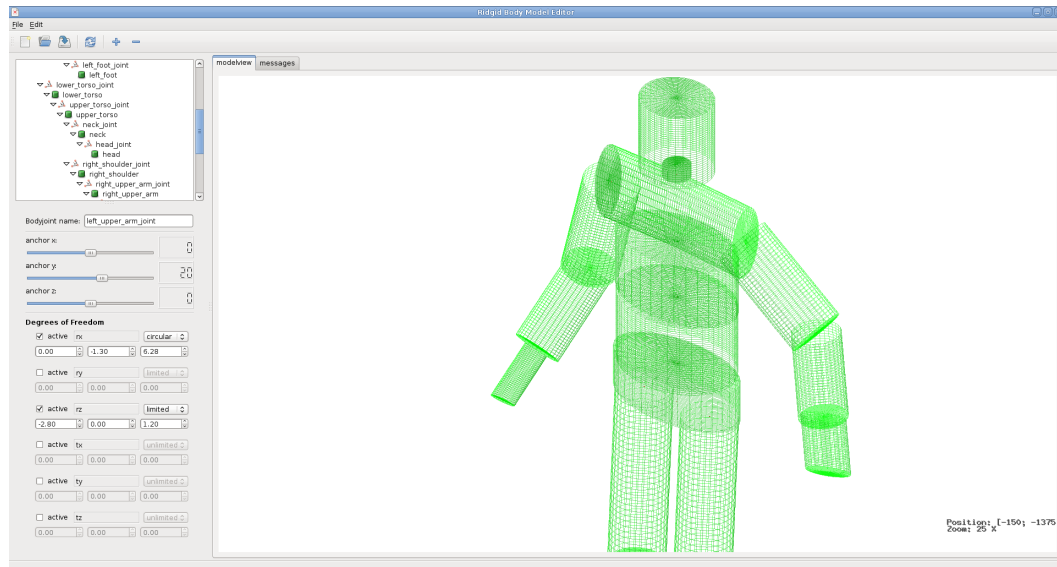 Ridgid Body Model Editor
File Edit
left_foot_joint
left_foot
lower_torso_joint
lower_torso
upper_torso_joint
upper_torso
neck_joint
neck
head_joint
head
right_shoulder_joint
right_shoulder
right_upper_arm_joint
right_upper_arm
modelview messages
Bodyjoint name: left_upper_arm_joint
anchor x: 0
anchor y: 20
anchor z: 0
Degrees of Freedom
active rx circular
0.00 -1.30 6.28
active ry limited
0.00 0.00 0.00
active rz limited
-2.80 0.00 1.20
active tx unlimited
0.00 0.00 0.00
active ty unlimited
0.00 0.00 0.00
active tz unlimited
0.00 0.00 0.00
Position: [-150; -1375
Zoom: 25 X